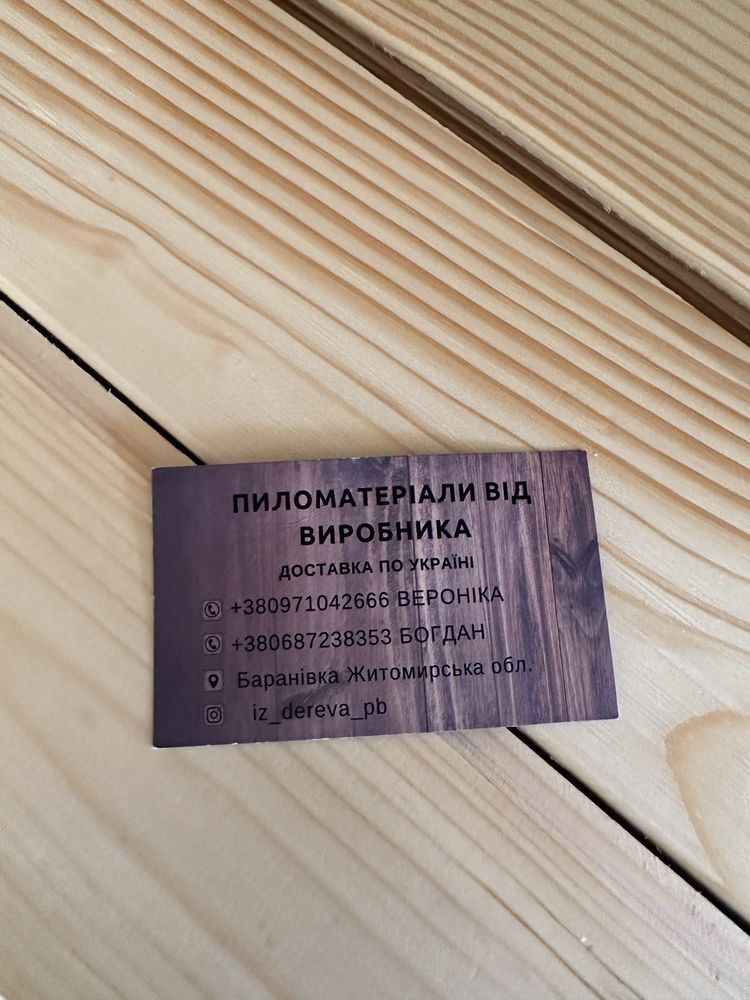 ПИЛОМАТЕРІАЛИ ВІД
ВИРОБНИКА
ДОСТАВКА ПО УКРАЇНІ
+380971042666 ВЕРОНІКА
+380687238353 БОГДАН
Баранівка Житомирська обл.
iz_dereva_pb